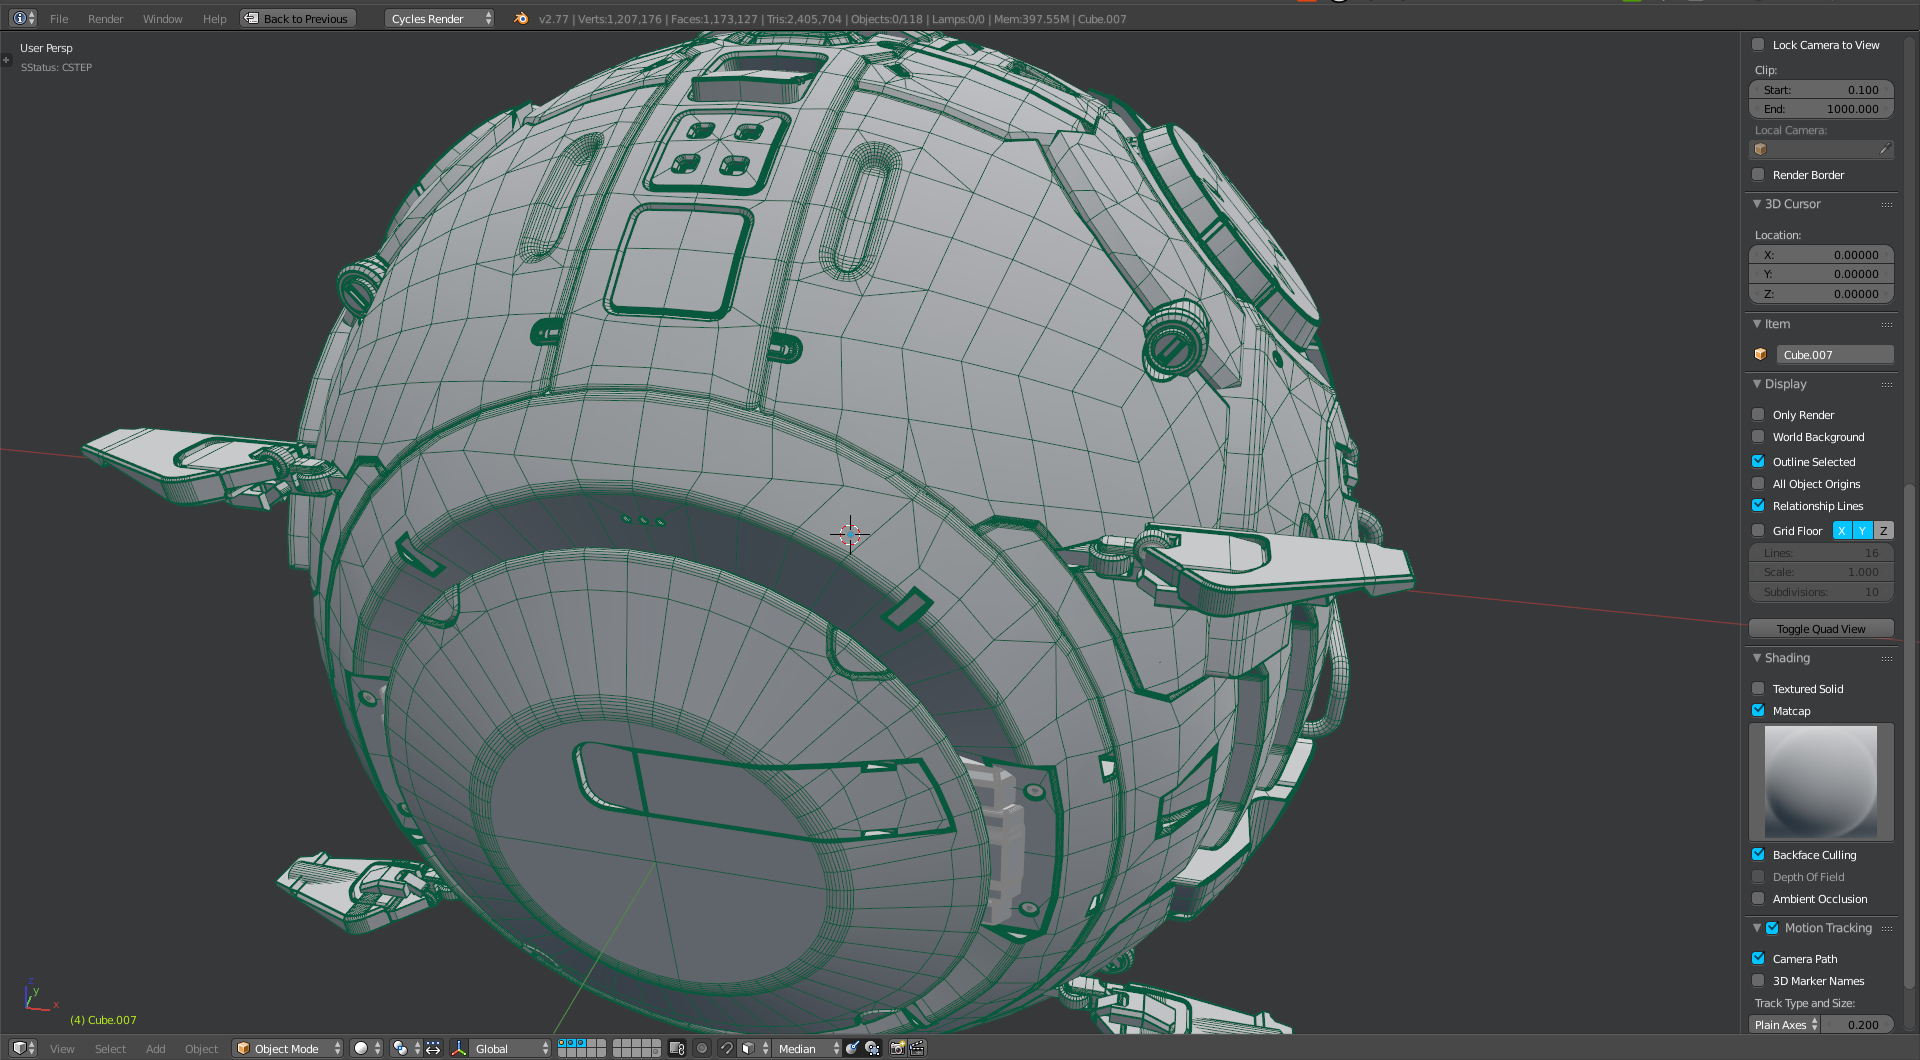 File Render Window Help Back to Previous Cycles Render v2.77 | Verts:1,207,176 | Faces:1,173,127 | Tris:2,405,704 | Objects:0/118 | Lamps:0/0 | Mem:397.55M | Cube.007
User Persp
SStatus: CSTEP
Lock Camera to View
Clip:
Start: 0.100
End: 1000.000
Local Camera:
Render Border
3D Cursor
Location:
X: 0.00000
Y: 0.00000
Z: 0.00000
Item
Cube.007
Display
Only Render
World Background
Outline Selected
All Object Origins
Relationship Lines
Grid Floor X Y Z
Lines: 16
Scale: 1.000
Subdivisions: 10
Toggle Quad View
Shading
Textured Solid
Matcap
Backface Culling
Depth Of Field
Ambient Occlusion
Motion Tracking
Camera Path
3D Marker Names
Track Type and Size:
Plain Axes 0.200
z
y
x
(4) Cube.007
View Select Add Object Object Mode Global Median